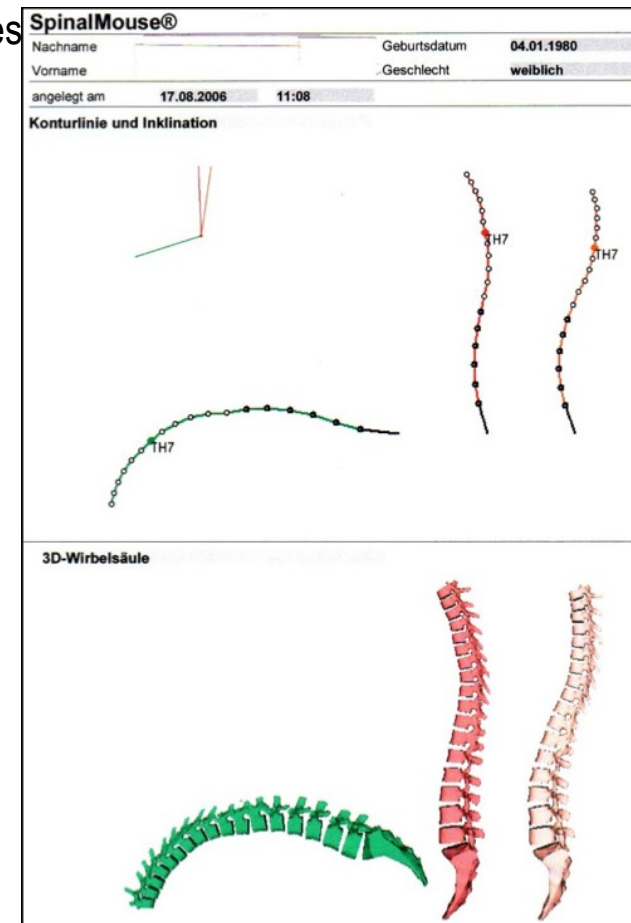 es
SpinalMouse®
Nachname Geburtsdatum 04.01.1980
Vorname Geschlecht weiblich
angelegt am 17.08.2006 11:08
Konturlinie und Inklination
TH7
TH7
TH7
3D-Wirbelsäule